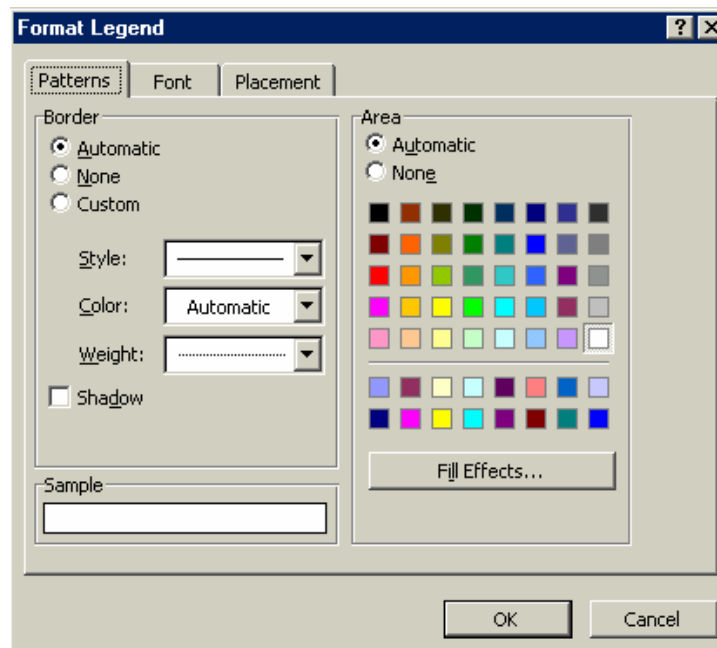 Format Legend
Patterns Font Placement
Border
Automatic
None
Custom
Style:
Color: Automatic
Weight:
Shadow
Sample
Area
Automatic
None
Fill Effects...
OK Cancel